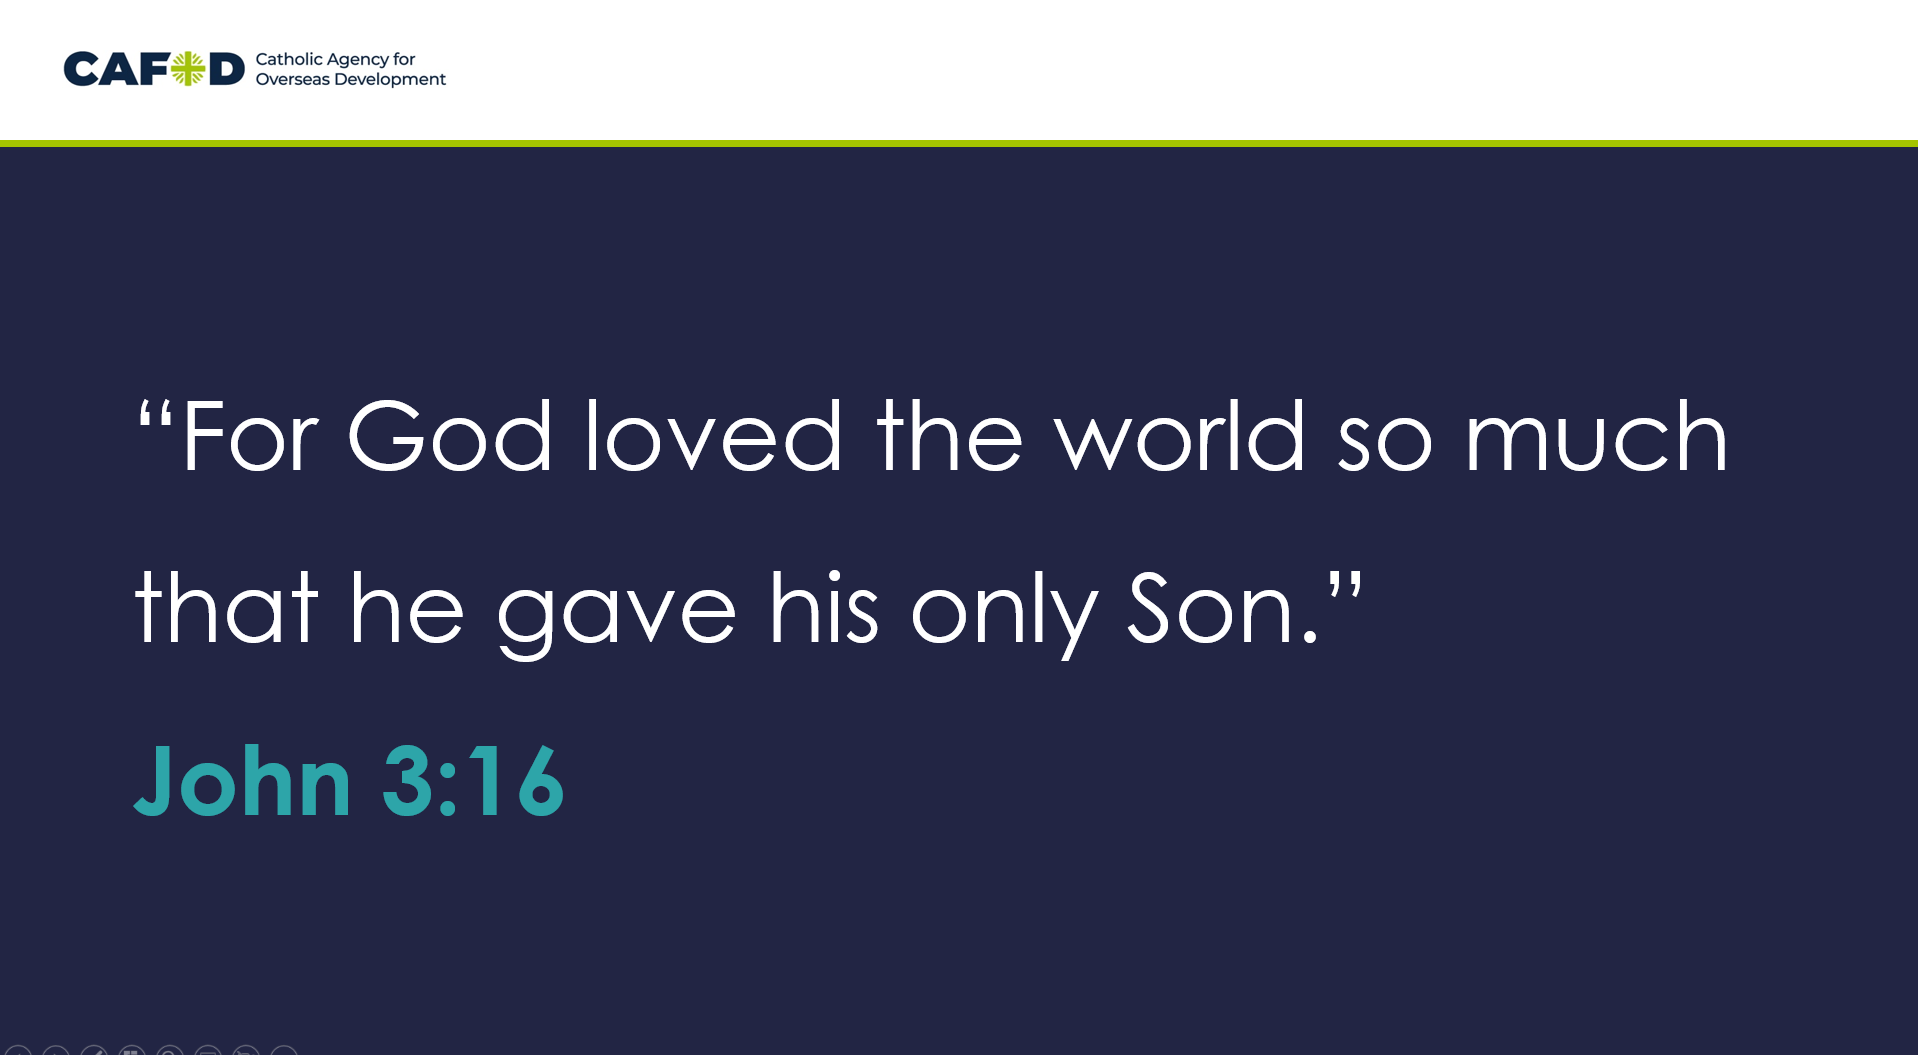 CAFOD
Catholic Agency for
Overseas Development
“For God loved the world so much
that he gave his only Son.”
John 3:16